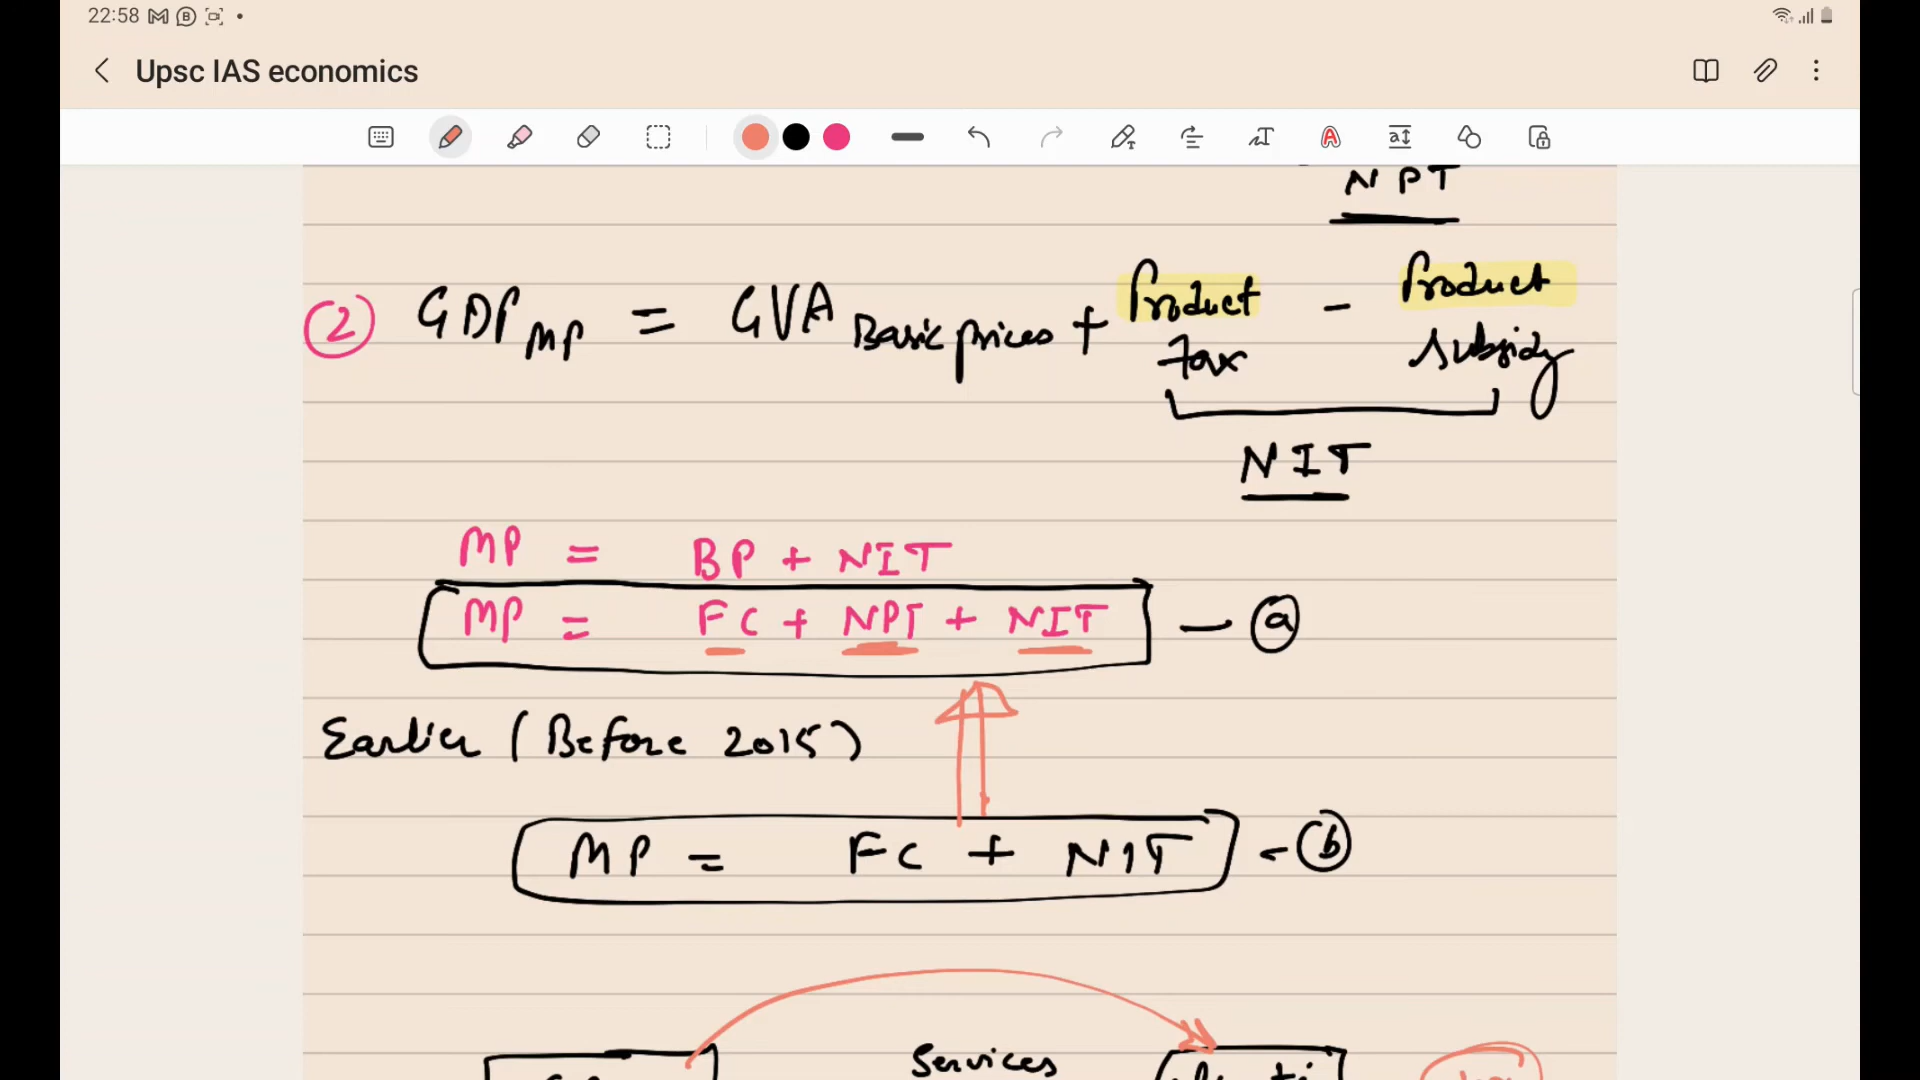 22:58
Upsc IAS economics
NPT
② GDP MP = GVA Basic prices + Product tax - Product subsidy
NIT
MP = BP + NIT
MP = FC + NPT + NIT - ⓐ
Earlier (Before 2015)
MP = FC + NIT - ⓑ
Services